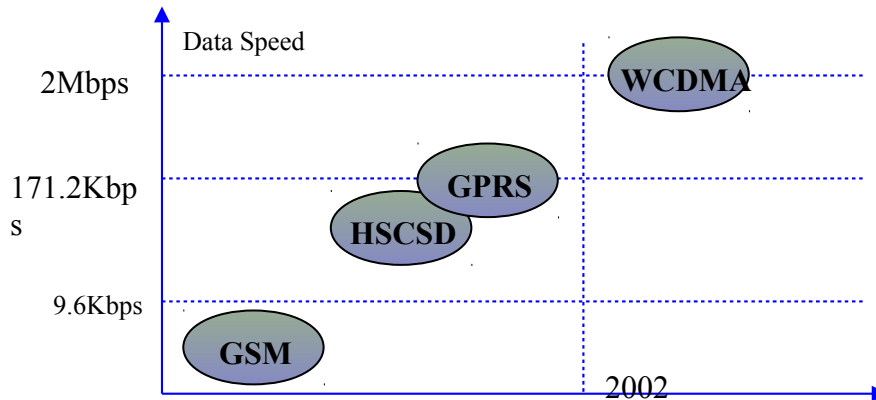 Data Speed
2Mbps
WCDMA
171.2Kbp
s
GPRS
HSCSD
9.6Kbps
GSM
2002